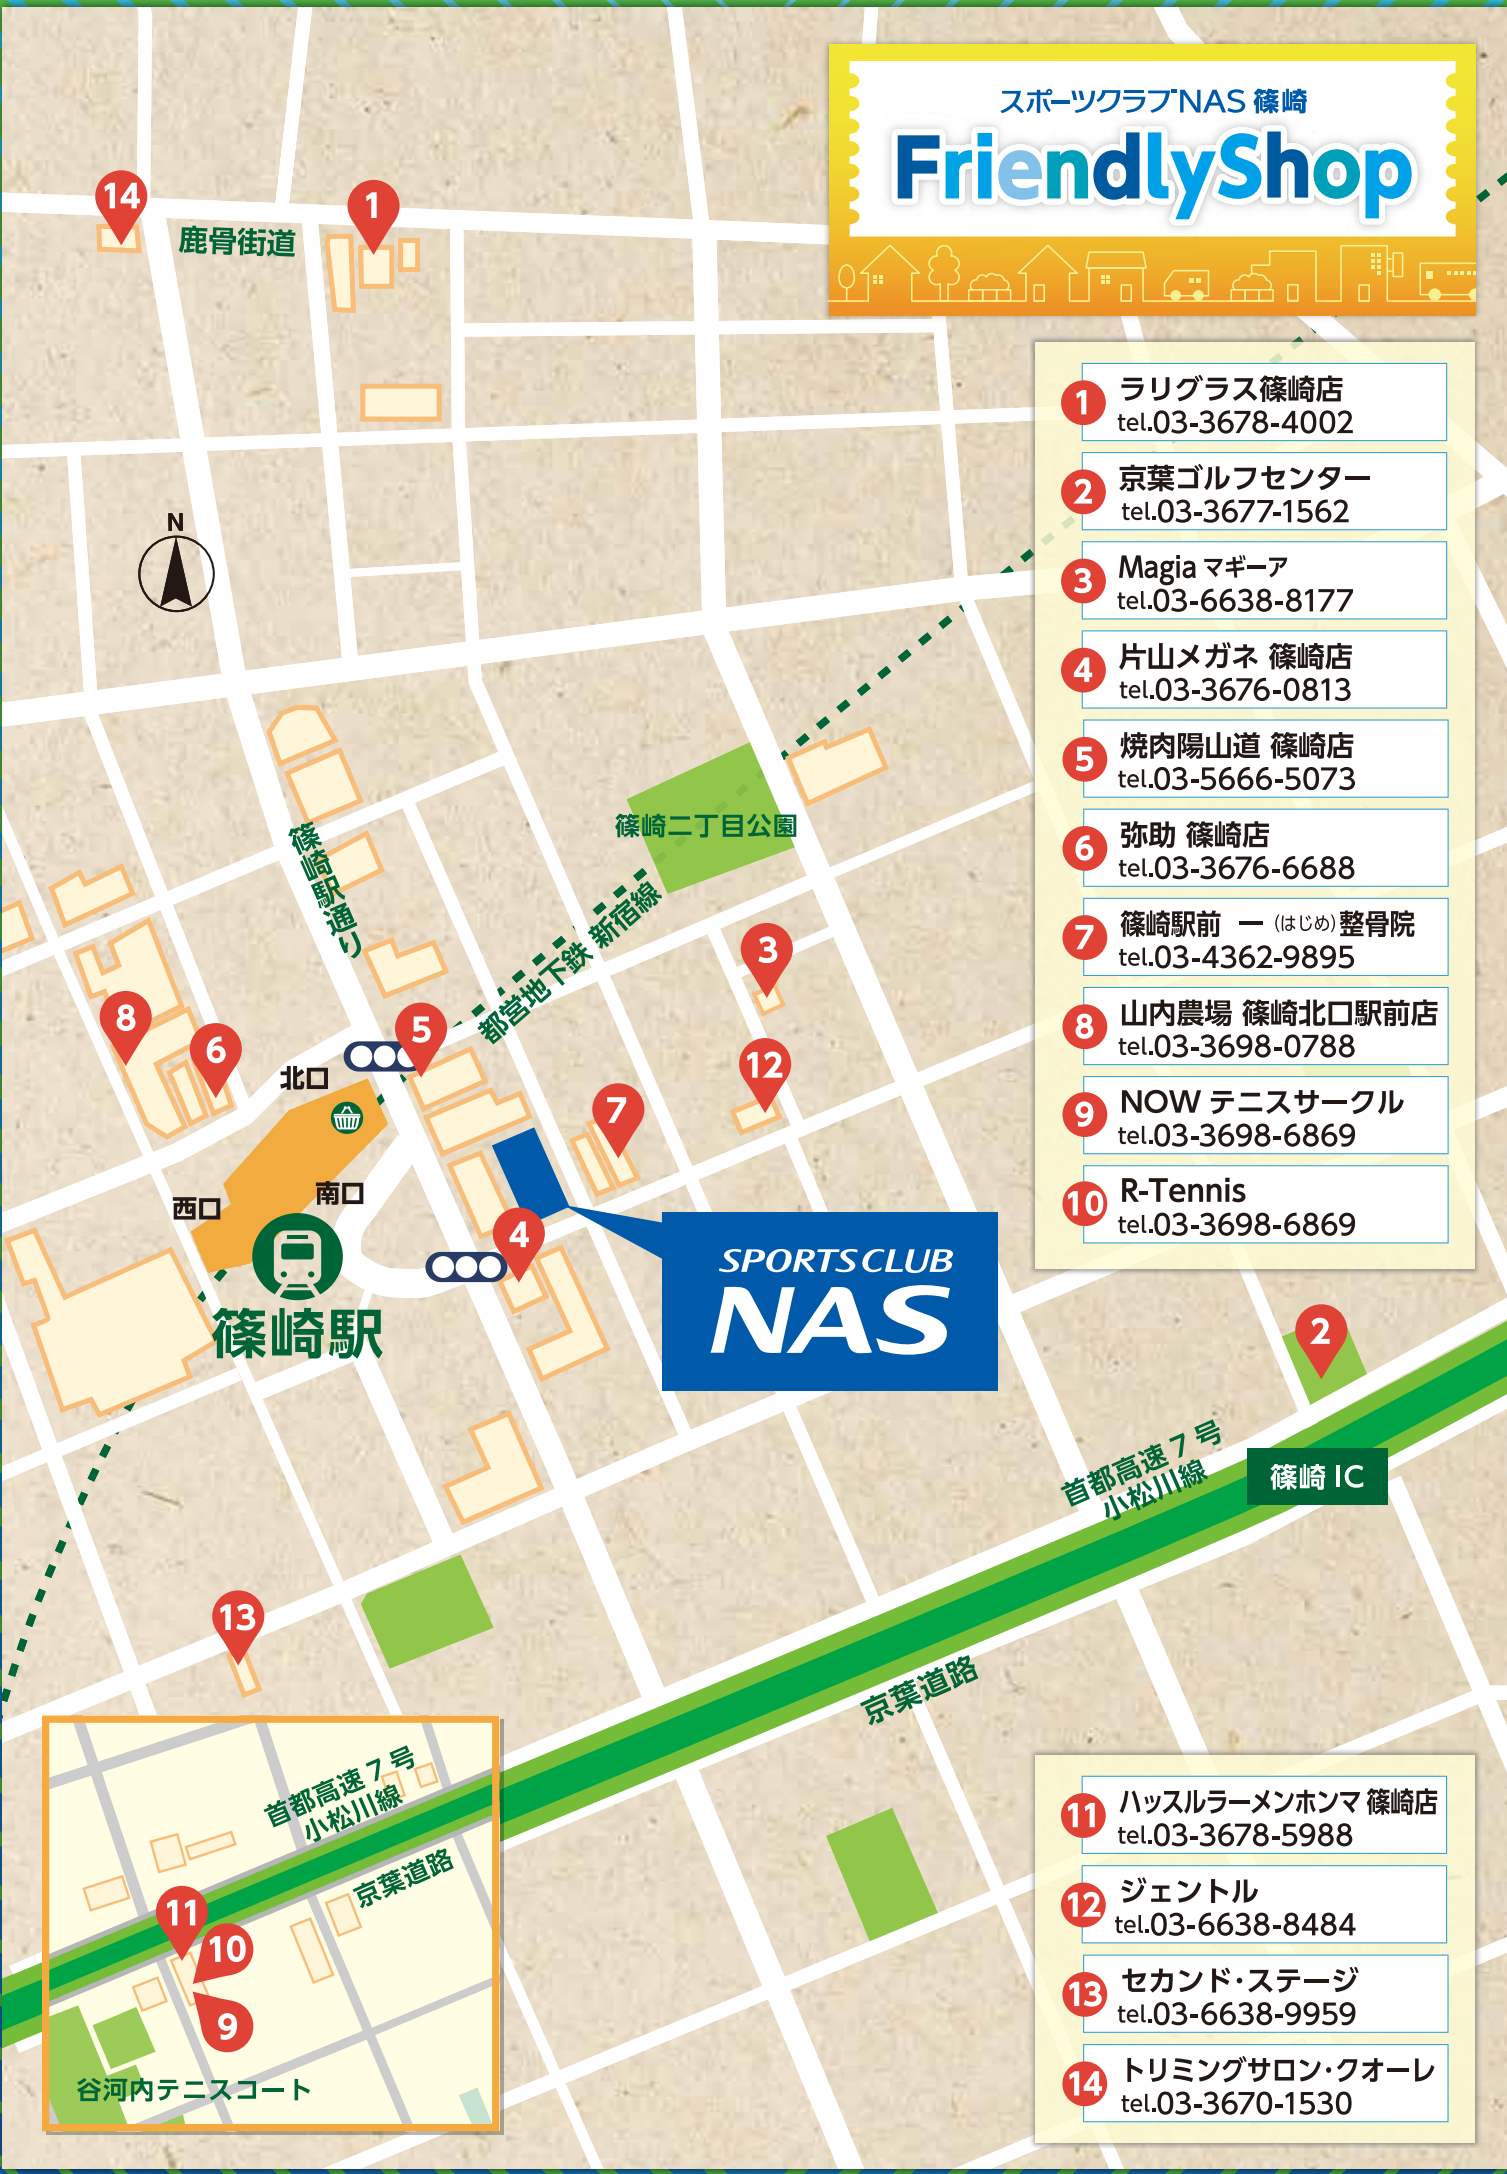 スポーツクラブNAS 篠崎
FriendlyShop
14
1
鹿骨街道
N
1
ラリグラス篠崎店
tel.03-3678-4002
2
京葉ゴルフセンター
tel.03-3677-1562
3
Magia マギーア
tel.03-6638-8177
4
片山メガネ 篠崎店
tel.03-3676-0813
5
焼肉陽山道 篠崎店
tel.03-5666-5073
6
弥助 篠崎店
tel.03-3676-6688
7
篠崎駅前 一 (はじめ)整骨院
tel.03-4362-9895
8
山内農場 篠崎北口駅前店
tel.03-3698-0788
9
NOW テニスサークル
tel.03-3698-6869
10
R-Tennis
tel.03-3698-6869
篠崎二丁目公園
篠崎駅通り
都営地下鉄 新宿線
3
8
5
6
12
7
北口
南口
西口
4
篠崎駅
SPORTS CLUB
NAS
2
首都高速 7 号
小松川線
篠崎 IC
13
京葉道路
首都高速 7 号
小松川線
京葉道路
11
10
9
谷河内テニスコート
11
ハッスルラーメンホンマ 篠崎店
tel.03-3678-5988
12
ジェントル
tel.03-6638-8484
13
セカンド・ステージ
tel.03-6638-9959
14
トリミングサロン・クオーレ
tel.03-3670-1530